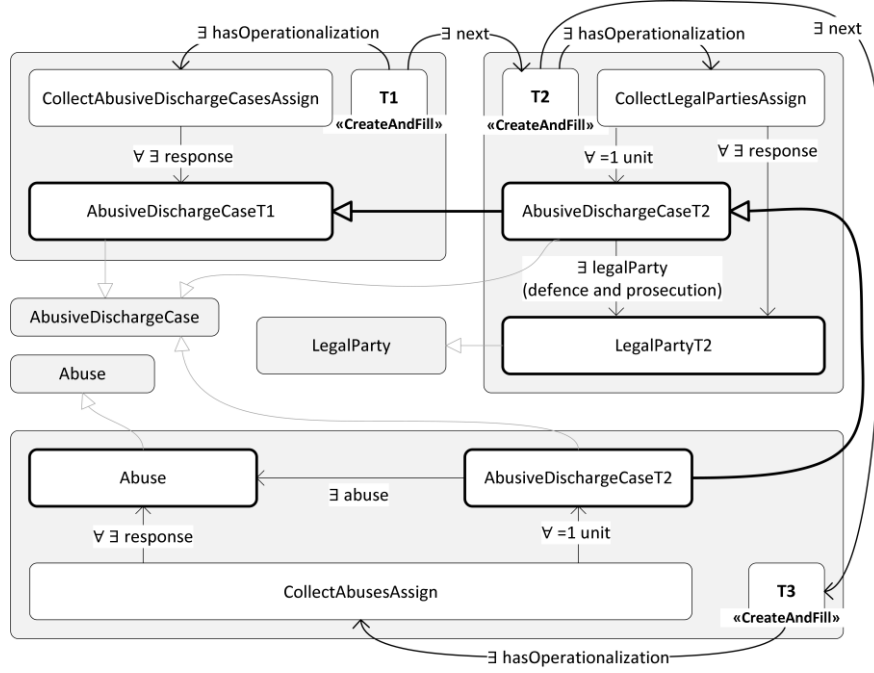 ∃ hasOperationalization
∃ next
∃ hasOperationalization
∃ next
CollectAbusiveDischargeCasesAssign
T1
«CreateAndFill»
T2
«CreateAndFill»
CollectLegalPartiesAssign
∀ ∃ response
∀ =1 unit
∀ ∃ response
AbusiveDischargeCaseT1
AbusiveDischargeCaseT2
∃ legalParty
(defence and prosecution)
AbusiveDischargeCase
LegalParty
LegalPartyT2
Abuse
Abuse
∃ abuse
AbusiveDischargeCaseT2
∀ ∃ response
∀ =1 unit
CollectAbusesAssign
T3
«CreateAndFill»
∃ hasOperationalization